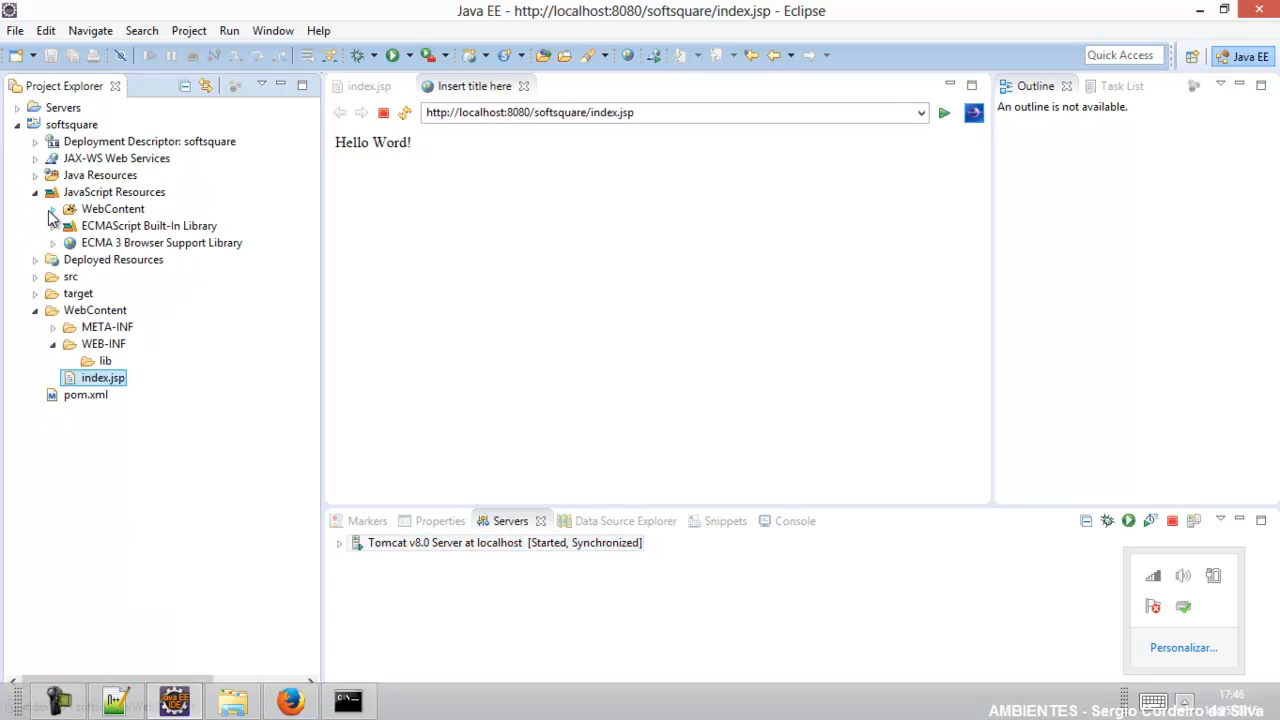 Java EE - http://localhost:8080/softsquare/index.jsp - Eclipse
File Edit Navigate Search Project Run Window Help
Quick Access
Java EE
Project Explorer
index.jsp
Insert title here
Outline
Task List
Servers
softsquare
Deployment Descriptor: softsquare
JAX-WS Web Services
Java Resources
JavaScript Resources
WebContent
ECMAScript Built-In Library
ECMA 3 Browser Support Library
Deployed Resources
src
target
WebContent
META-INF
WEB-INF
lib
index.jsp
pom.xml
http://localhost:8080/softsquare/index.jsp
Hello Word!
An outline is not available.
Markers Properties Servers Data Source Explorer Snippets Console
Tomcat v8.0 Server at localhost [Started, Synchronized]
Personalizar...
17:46
AMBIENTES - Sergio Cordeiro da Silva